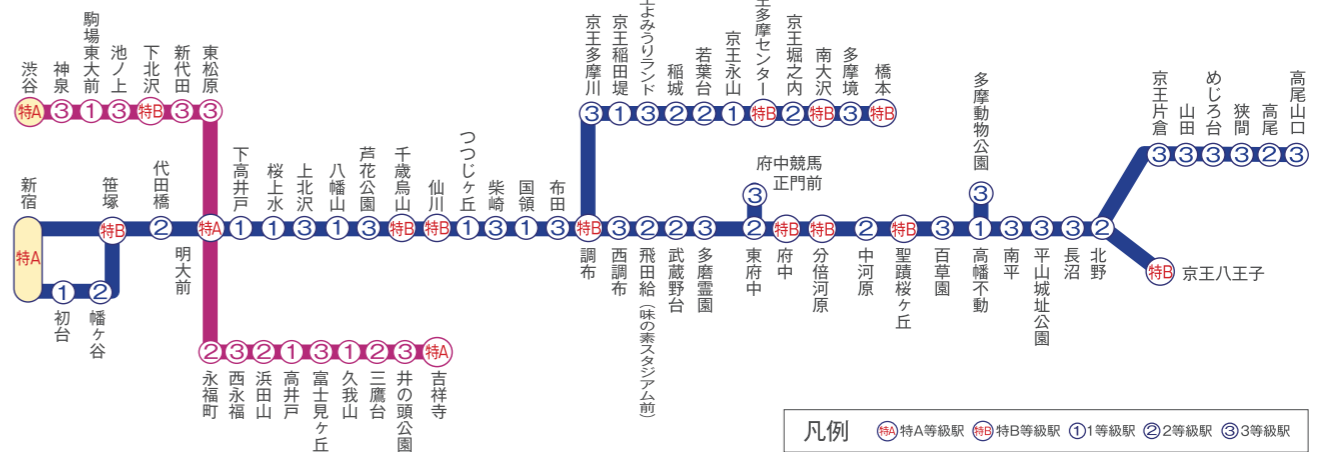 渋谷 特A
神泉 3
駒場東大前 1
池ノ上 3
下北沢 特B
新代田 3
東松原 3
新宿 特A
初台 1
幡ヶ谷 2
笹塚 特B
代田橋 2
明大前 特A
下高井戸 1
桜上水 1
上北沢 3
八幡山 1
芦花公園 3
千歳烏山 特B
仙川 特B
つつじヶ丘 1
柴崎 3
国領 1
布田 3
調布 特B
京王多摩川 3
京王稲田堤 1
よみうりランド 3
稲城 2
若葉台 2
京王永山 1
王多摩センター 特B
京王堀之内 2
南大沢 特B
多摩境 3
橋本 特B
西調布 3
飛田給(味の素スタジアム前) 2
武蔵野台 2
多磨霊園 3
東府中 2
府中競馬
正門前 3
府中 特B
分倍河原 特B
中河原 2
聖蹟桜ヶ丘 特B
百草園 3
高幡不動 1
多摩動物公園 3
南平 3
平山城址公園 3
長沼 3
北野 2
京王片倉 3
山田 3
めじろ台 3
狭間 3
高尾 2
高尾山口 3
特B 京王八王子
永福町 2
西永福 3
浜田山 2
高井戸 1
富士見ヶ丘 3
久我山 1
三鷹台 2
井の頭公園 3
吉祥寺 特A
凡例 特A 特A等級駅 特B 特B等級駅 1 1等級駅 2 2等級駅 3 3等級駅